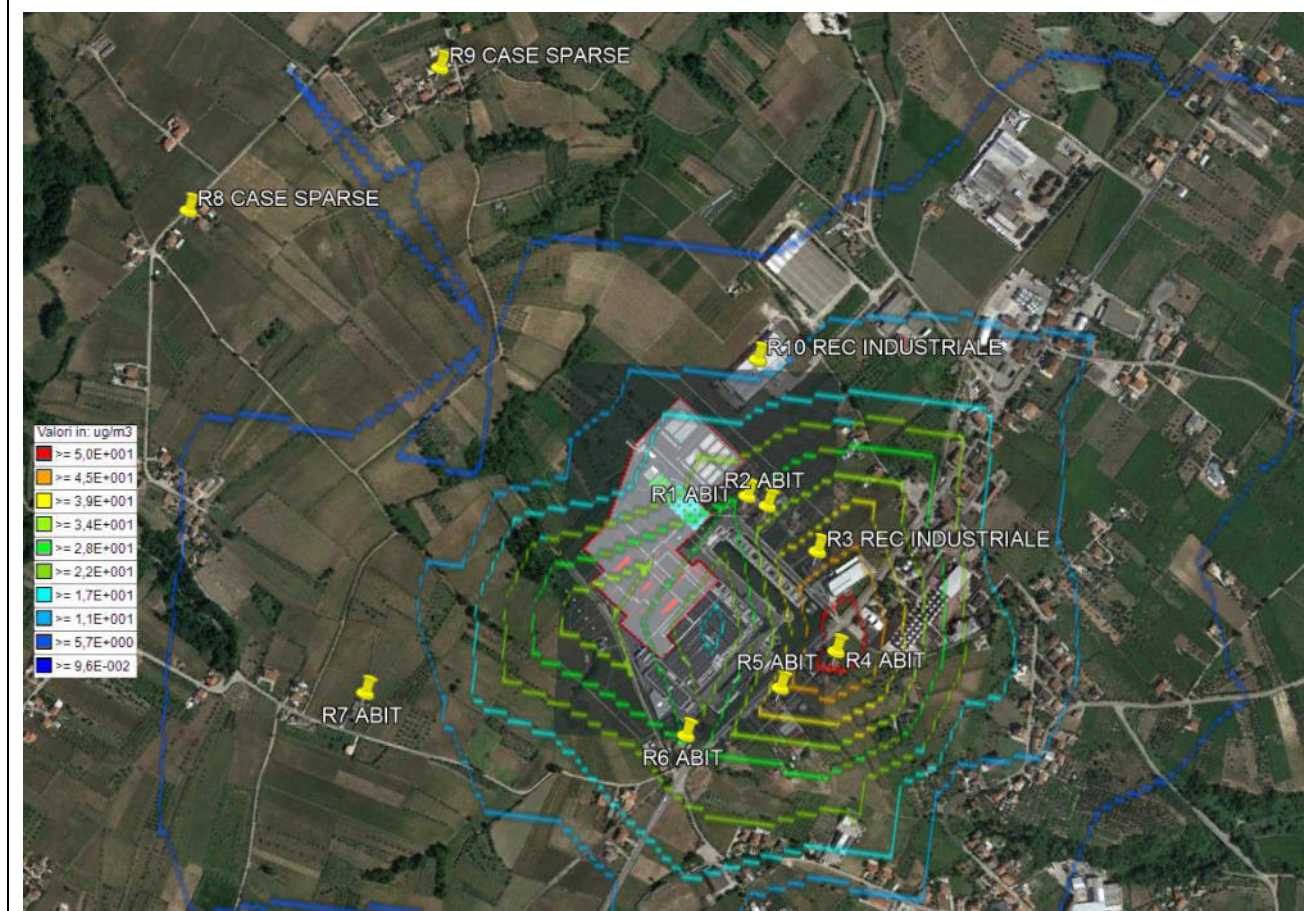 R9 CASE SPARSE
R8 CASE SPARSE
R10 REC INDUSTRIALE
Valori in: ug/m3
>= 5,0E+001
>= 4,5E+001
>= 3,9E+001
>= 3,4E+001
>= 2,8E+001
>= 2,2E+001
>= 1,7E+001
>= 1,1E+001
>= 5,7E+000
>= 9,6E-002
R2 ABIT
R1 ABIT
R3 REC INDUSTRIALE
R4 ABIT
R5 ABIT
R7 ABIT
R6 ABIT